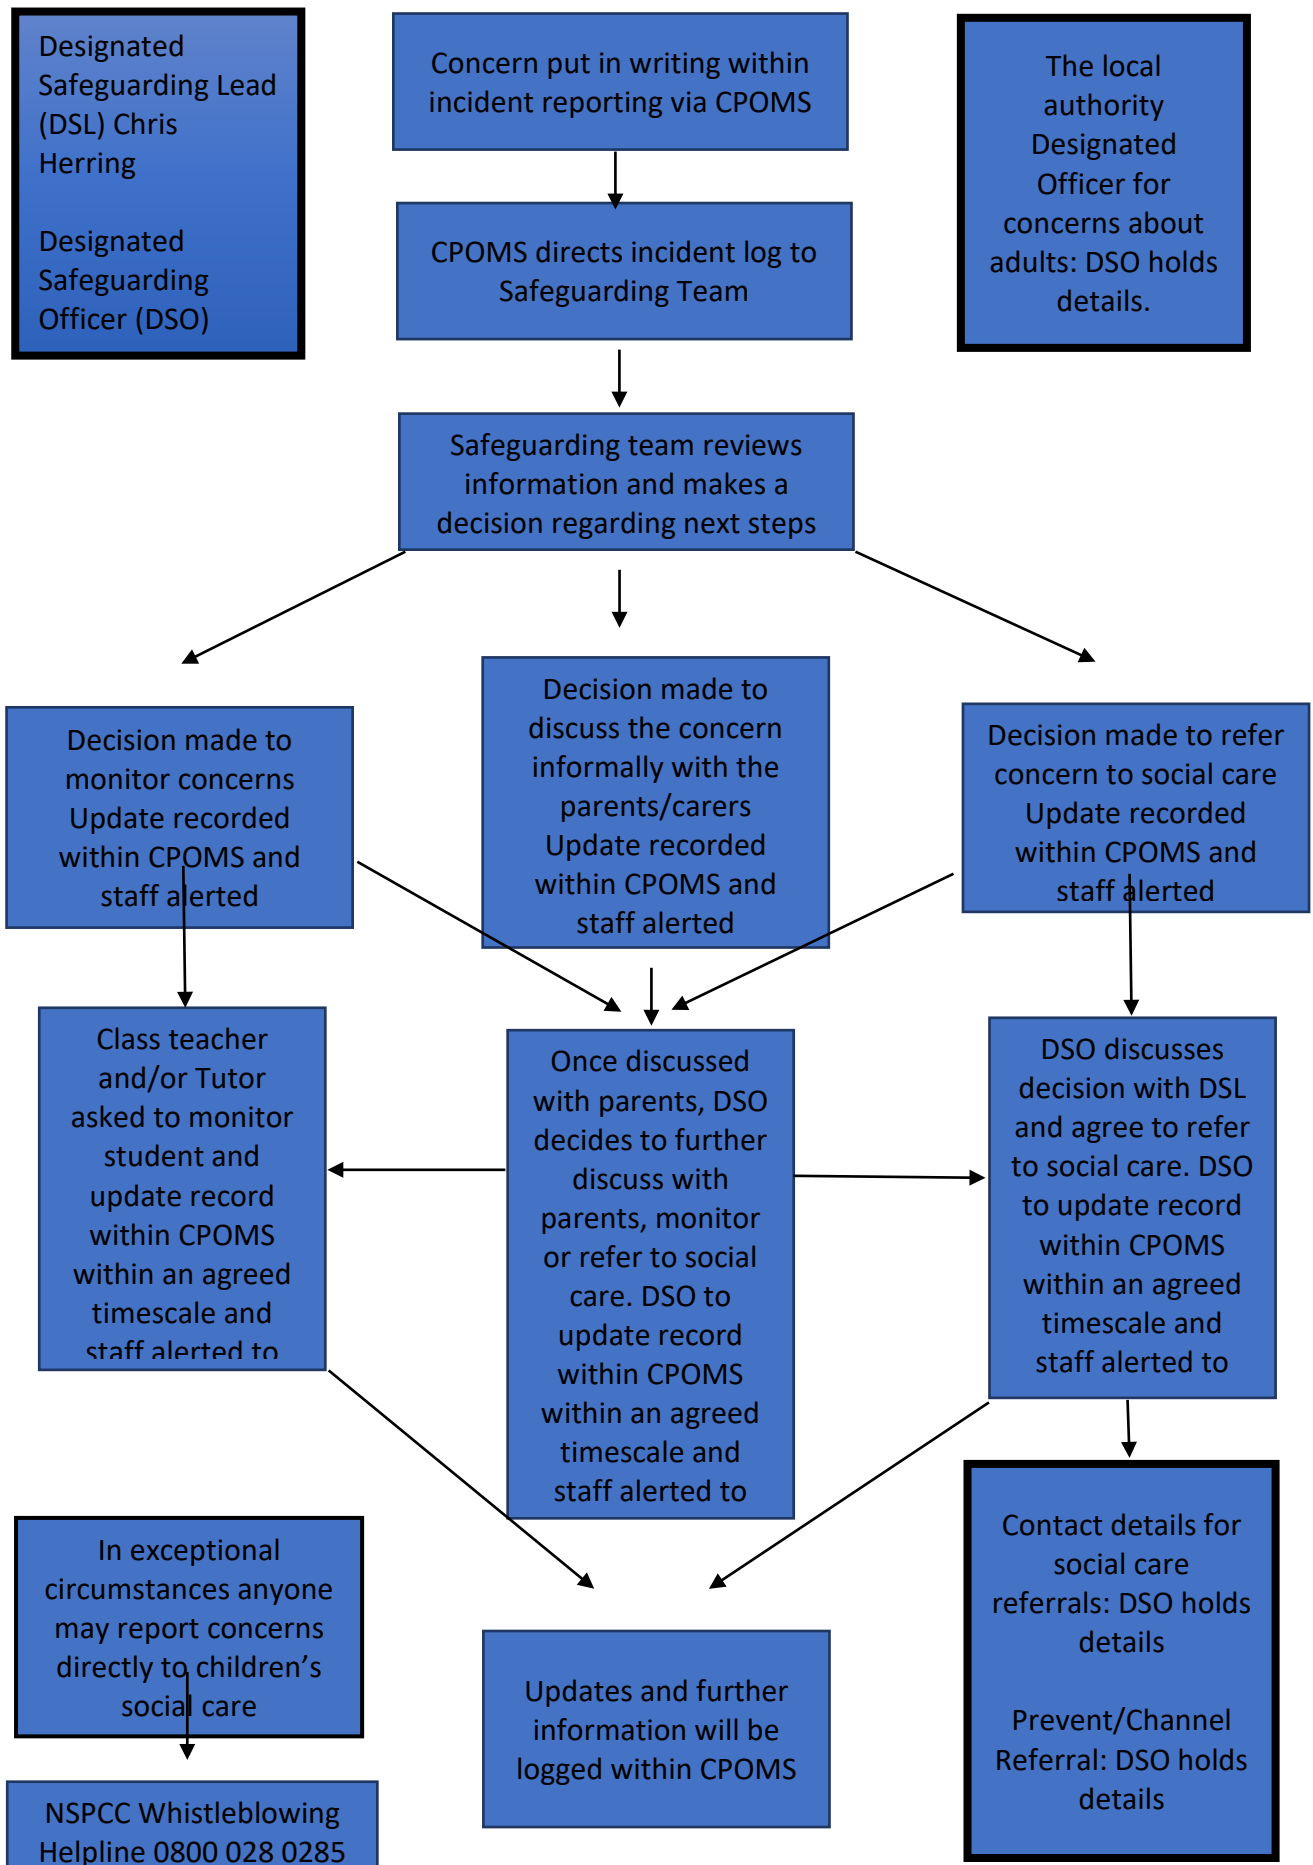 Designated
Safeguarding Lead
(DSL) Chris
Herring
Designated
Safeguarding
Officer (DSO)
Concern put in writing within
incident reporting via CPOMS
The local
authority
Designated
Officer for
concerns about
adults: DSO holds
details.
CPOMS directs incident log to
Safeguarding Team
Safeguarding team reviews
information and makes a
decision regarding next steps
Decision made to
monitor concerns
Update recorded
within CPOMS and
staff alerted
Decision made to
discuss the concern
informally with the
parents/carers
Update recorded
within CPOMS and
staff alerted
Decision made to refer
concern to social care
Update recorded
within CPOMS and
staff alerted
Class teacher
and/or Tutor
asked to monitor
student and
update record
within CPOMS
within an agreed
timescale and
staff alerted to
Once discussed
with parents, DSO
decides to further
discuss with
parents, monitor
or refer to social
care. DSO to
update record
within CPOMS
within an agreed
timescale and
staff alerted to
DSO discusses
decision with DSL
and agree to refer
to social care. DSO
to update record
within CPOMS
within an agreed
timescale and
staff alerted to
In exceptional
circumstances anyone
may report concerns
directly to children’s
social care
NSPCC Whistleblowing
Helpline 0800 028 0285
Updates and further
information will be
logged within CPOMS
Contact details for
social care
referrals: DSO holds
details
Prevent/Channel
Referral: DSO holds
details